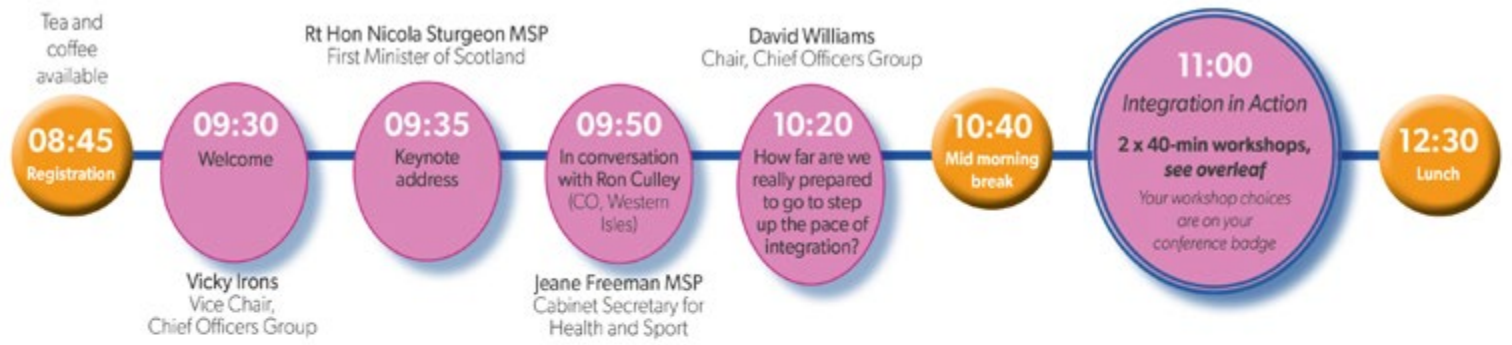 Tea and
coffee
available
08:45
Registration
09:30
Welcome
Vicky Irons
Vice Chair,
Chief Officers Group
Rt Hon Nicola Sturgeon MSP
First Minister of Scotland
09:35
Keynote
address
09:50
In conversation
with Ron Culley
(CO, Western
Isles)
Jeane Freeman MSP
Cabinet Secretary for
Health and Sport
David Williams
Chair, Chief Officers Group
10:20
How far are we
really prepared
to go to step
up the pace of
integration?
10:40
Mid morning
break
11:00
Integration in Action
2 x 40-min workshops,
see overleaf
Your workshop choices
are on your
conference badge
12:30
Lunch